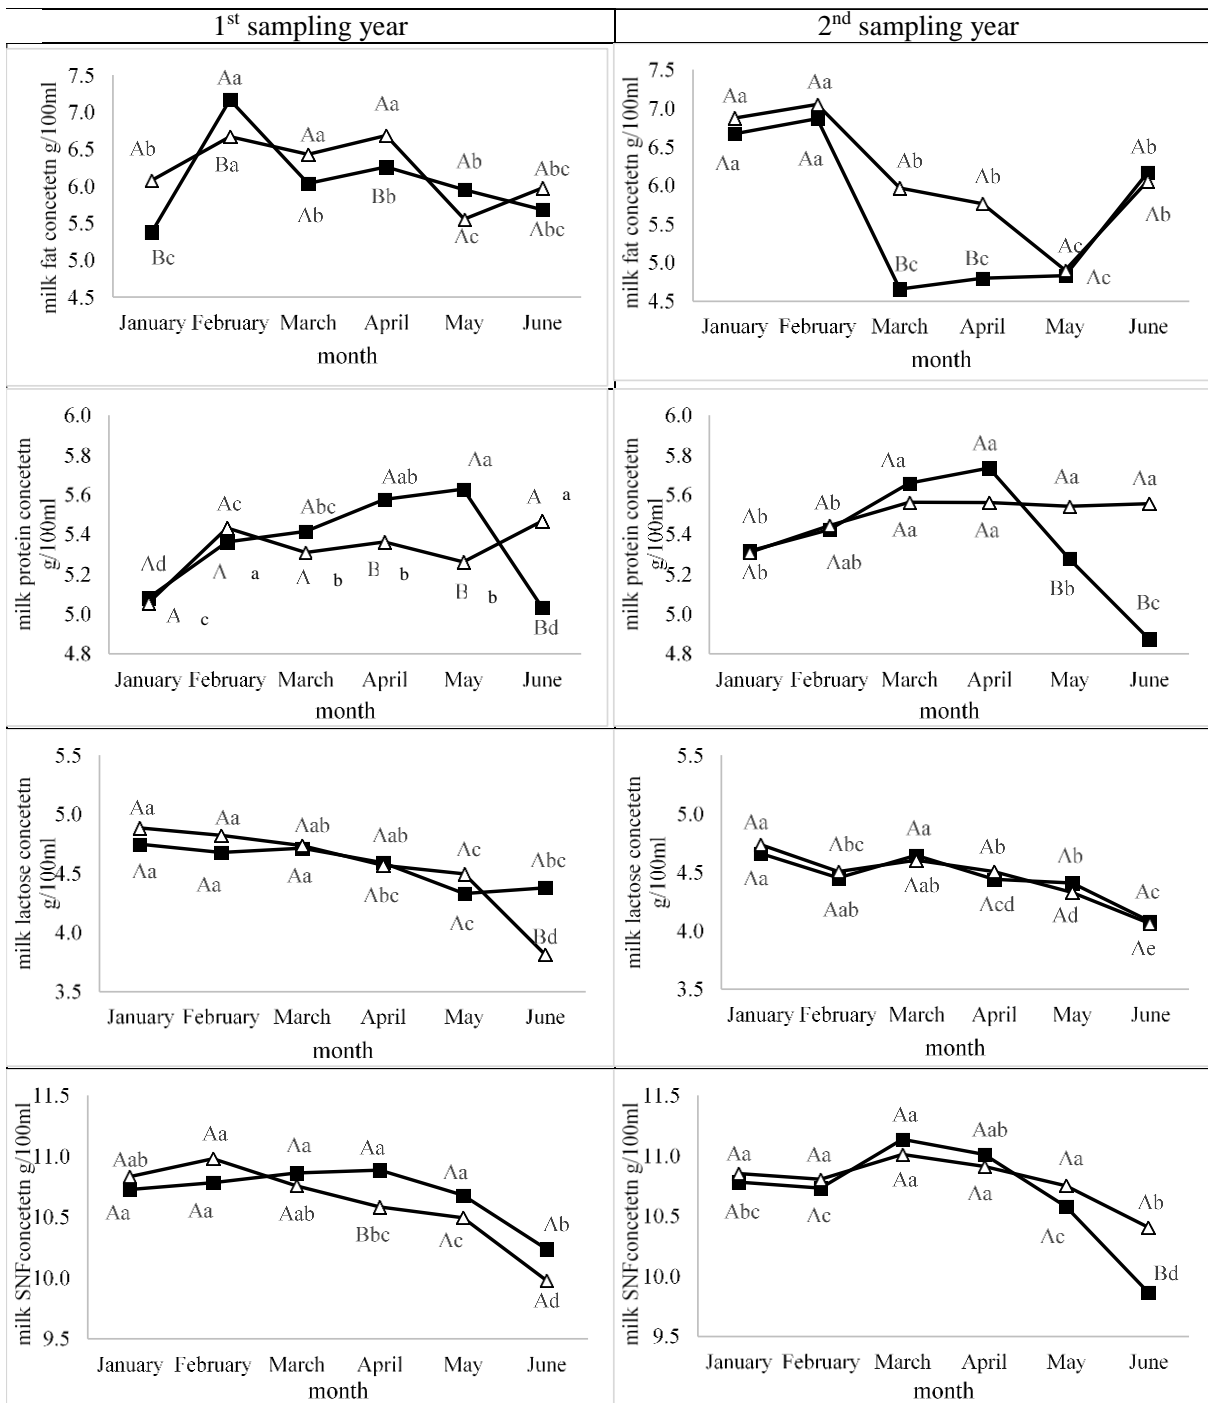 1st sampling year
2nd sampling year
milk fat concetetn g/100ml
7.5
7.0
6.5
6.0
5.5
5.0
4.5
Ab
Aa
Aa
Aa
Ab
Abc
Bc
Ba
Ab
Bb
Ac
Abc
January February March April May June
month
milk fat concetetn g/100ml
7.5
7.0
6.5
6.0
5.5
5.0
4.5
Aa
Aa
Ab
Ab
Ac
Ab
Aa
Aa
Bc
Bc
Ac
Ab
January February March April May June
month
milk protein concetetn
g/100ml
6.0
5.8
5.6
5.4
5.2
5.0
4.8
Ad
Ac
Abc
Aab
Aa
A a
A c
A a
A b
B b
B b
Bd
January February March April May June
month
milk protein concetetn
g/100ml
6.0
5.8
5.6
5.4
5.2
5.0
4.8
Ab
Ab
Aa
Aa
Aa
Aa
Ab
Aab
Aa
Aa
Bb
Bc
January February March April May June
month
milk lactose concetetn
g/100ml
5.5
5.0
4.5
4.0
3.5
Aa
Aa
Aab
Aab
Ac
Abc
Aa
Aa
Aa
Abc
Ac
Bd
January February March April May June
month
milk lactose concetetn
g/100ml
5.5
5.0
4.5
4.0
3.5
Aa
Abc
Aa
Ab
Ab
Ac
Aa
Aab
Aab
Acd
Ad
Ae
January February March April May June
month
milk SNFconcetetn g/100ml
11.5
11.0
10.5
10.0
9.5
Aab
Aa
Aa
Aa
Aa
Ab
Aa
Aa
Aab
Bbc
Ac
Ad
January February March April May June
month
milk SNFconcetetn g/100ml
11.5
11.0
10.5
10.0
9.5
Aa
Aa
Aa
Aab
Aa
Ab
Abc
Ac
Aa
Aa
Ac
Bd
January February March April May June
month